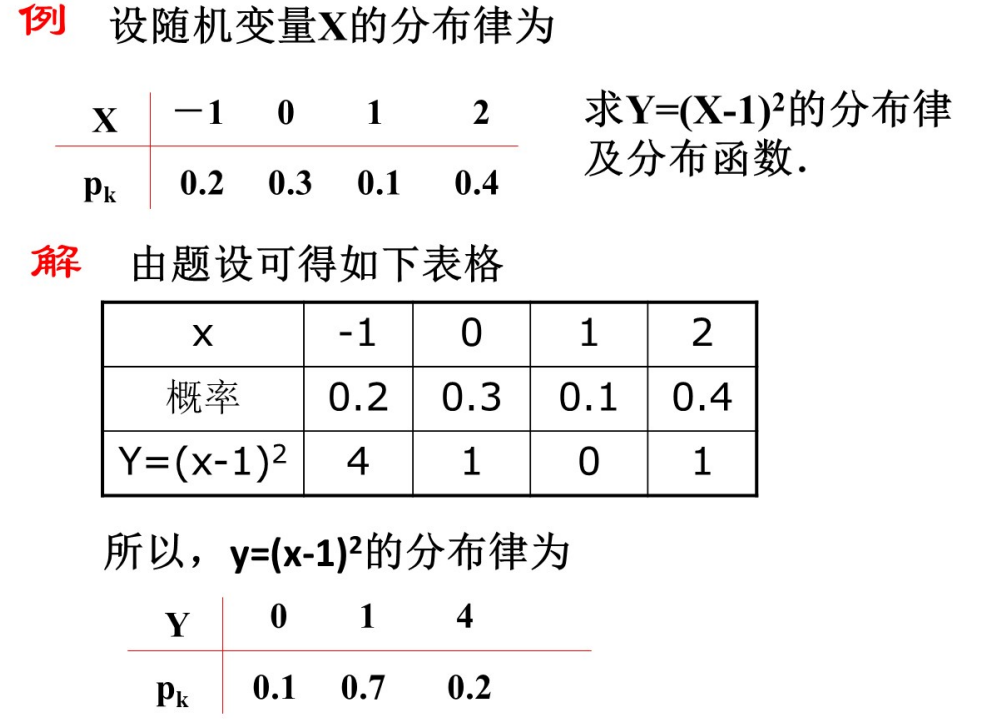 例 设随机变量X的分布律为
X －1 0 1 2
pk 0.2 0.3 0.1 0.4
求Y=(X-1)²的分布律
及分布函数.
解 由题设可得如下表格
x -1 0 1 2
概率 0.2 0.3 0.1 0.4
Y=(x-1)² 4 1 0 1
所以，y=(x-1)²的分布律为
Y 0 1 4
pk 0.1 0.7 0.2